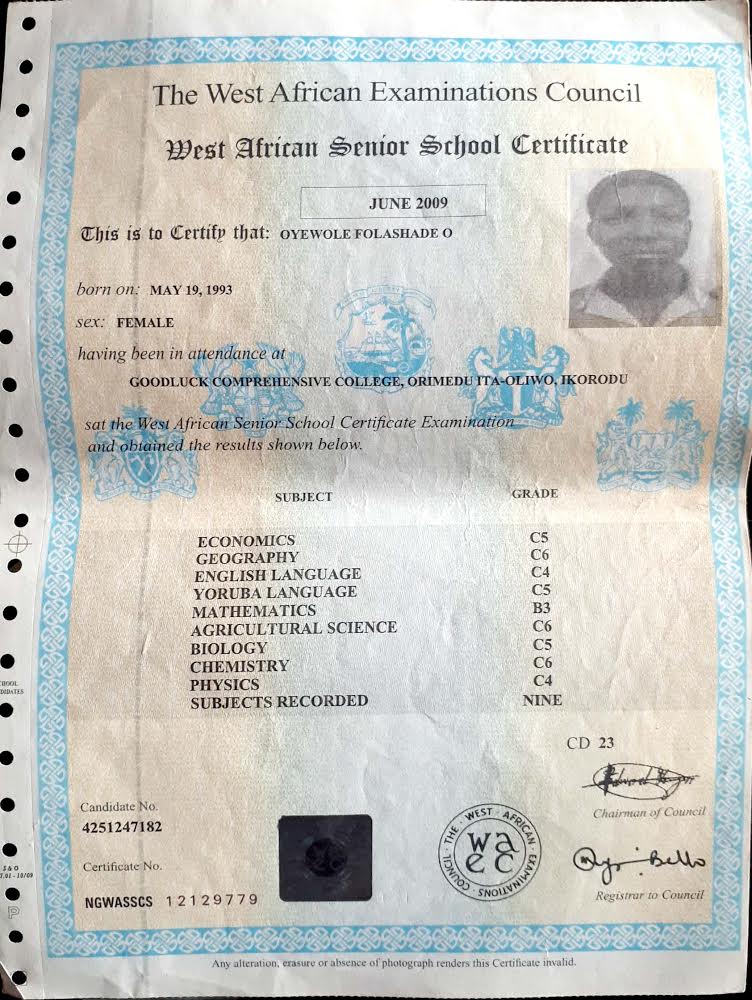 The West African Examinations Council
West African Senior School Certificate
JUNE 2009
This is to Certify that: OYEWOLE FOLASHADE O
born on: MAY 19, 1993
sex: FEMALE
having been in attendance at
GOODLUCK COMPREHENSIVE COLLEGE, ORIMEDU ITA-OLIWO, IKORODU
sat the West African Senior School Certificate Examination
and obtained the results shown below.
SUBJECT GRADE
ECONOMICS C5
GEOGRAPHY C6
ENGLISH LANGUAGE C4
YORUBA LANGUAGE C5
MATHEMATICS B3
AGRICULTURAL SCIENCE C6
BIOLOGY C5
CHEMISTRY C6
PHYSICS C4
SUBJECTS RECORDED NINE
CD 23
Chairman of Council
Candidate No.
4251247182
Certificate No.
NGWASSCS 12129779
THE · WEST · AFRICAN · EXAMINATIONS · COUNCIL
wa
ec
Bello
Registrar to Council
Any alteration, erasure or absence of photograph renders this Certificate invalid.